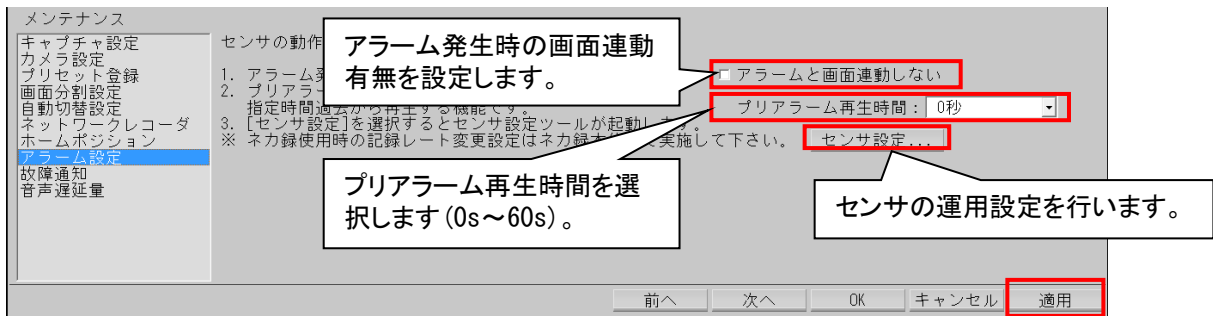 メンテナンス
キャプチャ設定
カメラ設定
プリセット登録
画面分割設定
自動切替設定
ネットワークレコーダ
ホームポジション
アラーム設定
故障通知
音声遅延量
センサの動作
1. アラーム発
2. プリアラー
指定時間過去から再生する機能です。
3. [センサ設定]を選択するとセンサ設定ツールが起動します。
※ ネカ録使用時の記録レート変更設定はネカ録本 て実施して下さい。
アラーム発生時の画面連動
有無を設定します。
アラームと画面連動しない
プリアラーム再生時間: 0秒
センサ設定...
プリアラーム再生時間を選
択します(0s～60s)。
センサの運用設定を行います。
前へ 次へ OK キャンセル 適用